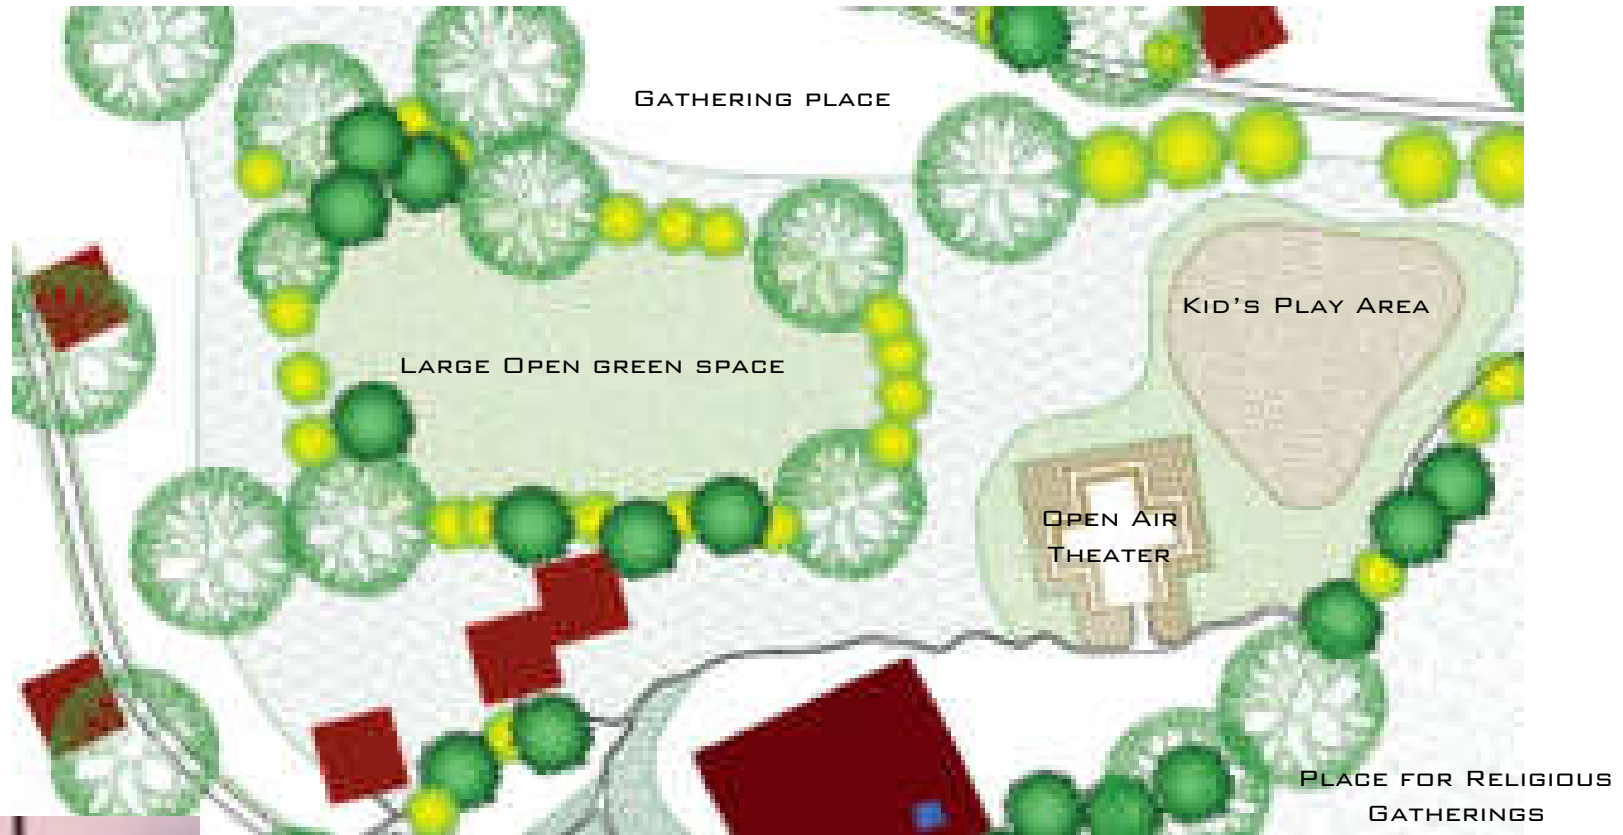 Gathering place
Kid's Play Area
Large Open green space
Open Air
Theater
Place for Religious
Gatherings